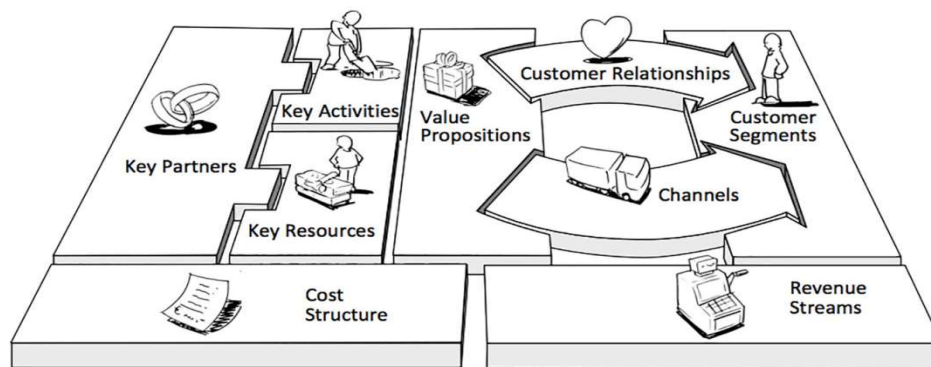 Key Partners
Key Activities
Key Resources
Value
Propositions
Customer Relationships
Channels
Customer
Segments
Cost
Structure
Revenue
Streams